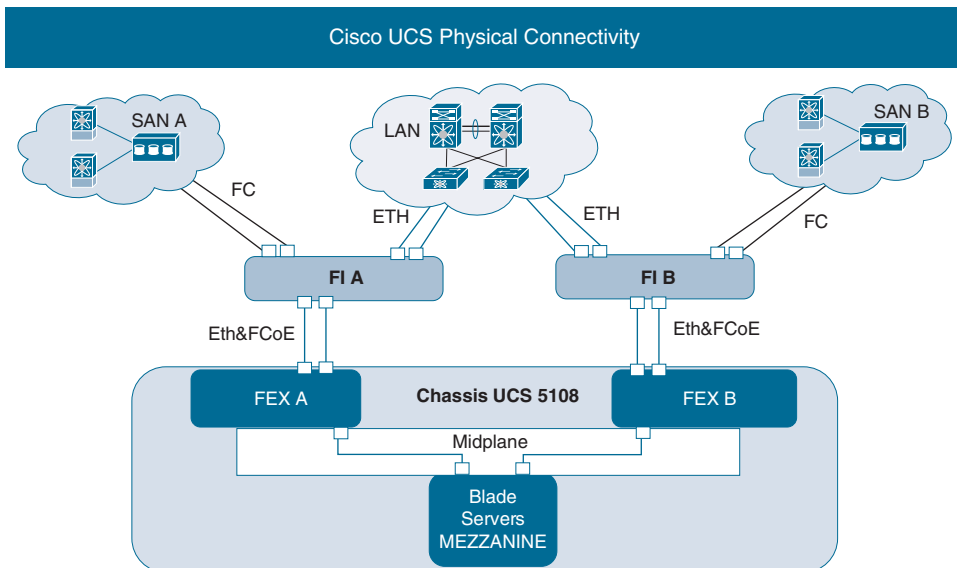 Cisco UCS Physical Connectivity
SAN A
LAN
SAN B
FC
ETH
ETH
FC
FI A
FI B
Eth&FCoE
Eth&FCoE
FEX A
Chassis UCS 5108
FEX B
Midplane
Blade
Servers
MEZZANINE